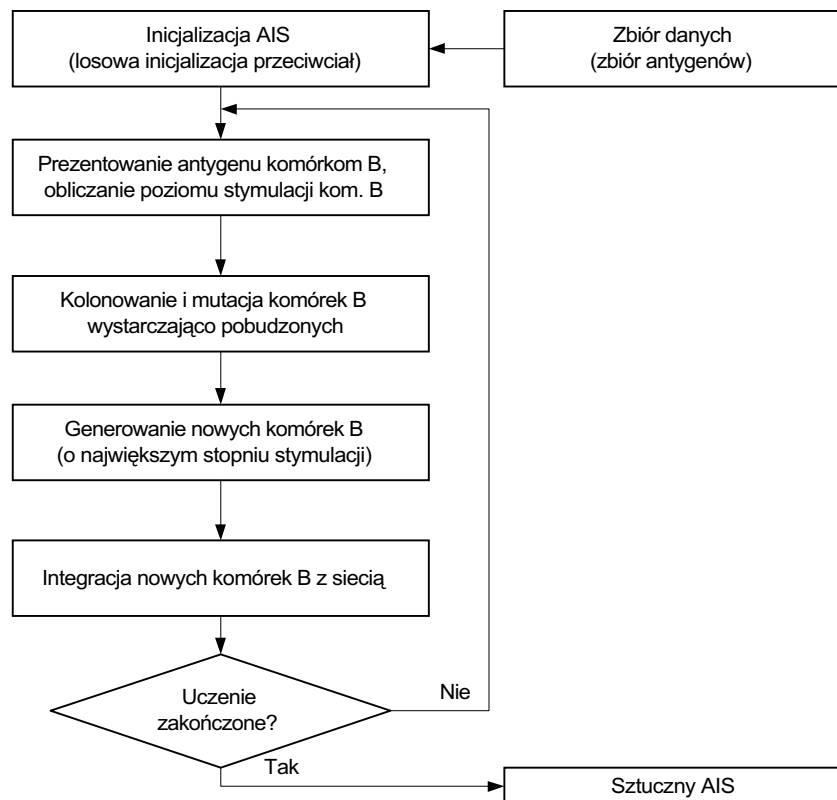 Inicjalizacja AIS
(losowa inicjalizacja przeciwciał)
Zbiór danych
(zbiór antygenów)
Prezentowanie antygenu komórkom B,
obliczanie poziomu stymulacji kom. B
Kolonowanie i mutacja komórek B
wystarczająco pobudzonych
Generowanie nowych komórek B
(o największym stopniu stymulacji)
Integracja nowych komórek B z siecią
Uczenie
zakończone?
Nie
Tak
Sztuczny AIS